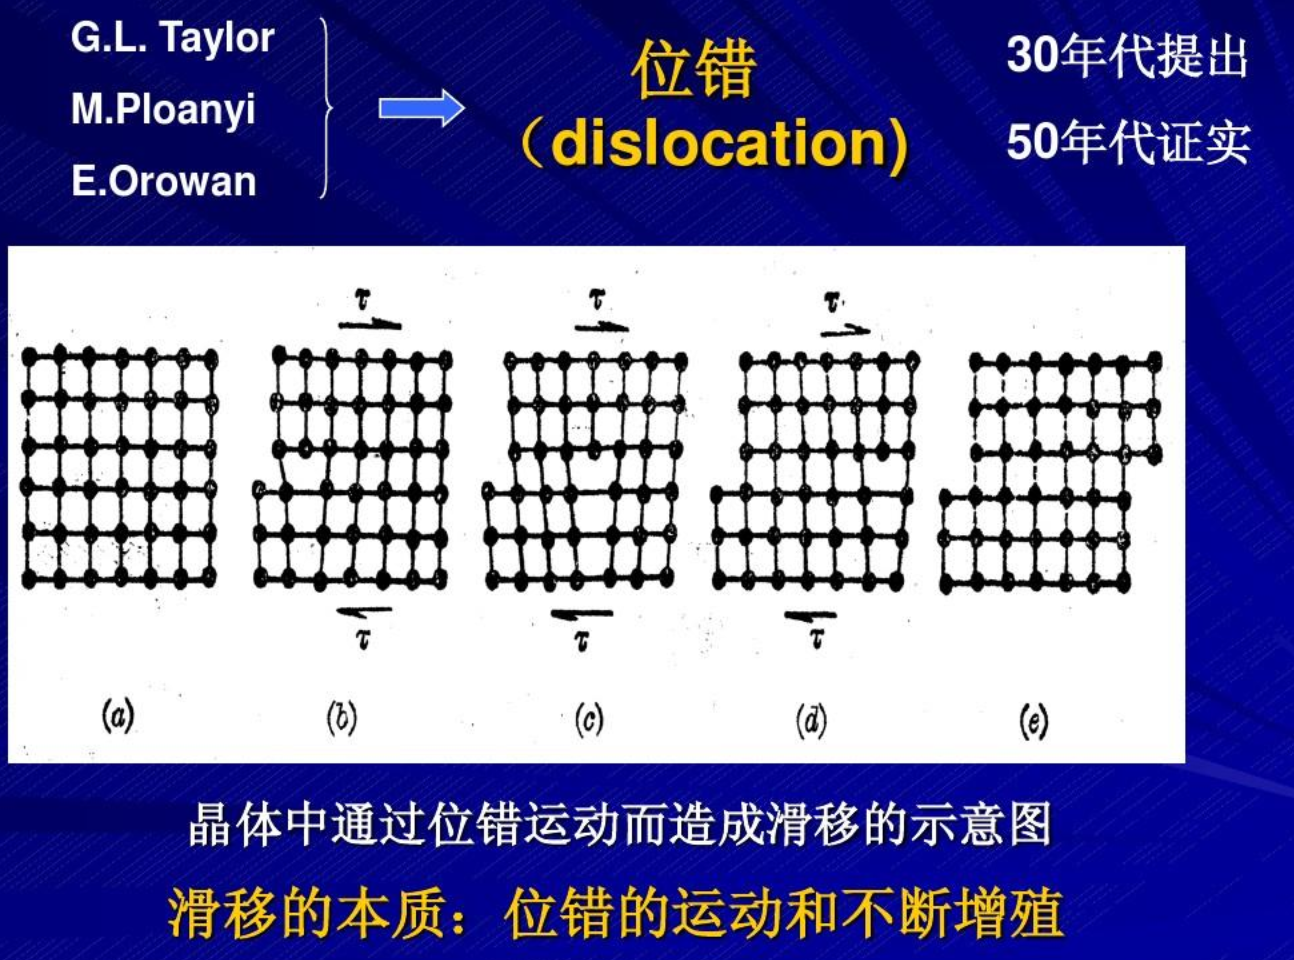 G.L. Taylor
M.Ploanyi
E.Orowan
位错
（dislocation)
30年代提出
50年代证实
τ τ τ
τ τ τ
(a) (b) (c) (d) (e)
晶体中通过位错运动而造成滑移的示意图
滑移的本质：位错的运动和不断增殖